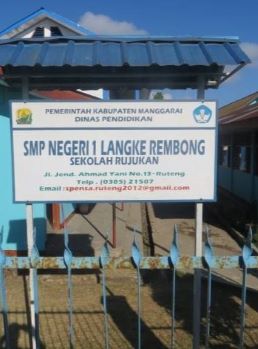 PEMERINTAH KABUPATEN MANGGARAI
DINAS PENDIDIKAN
SMP NEGERI 1 LANGKE REMBONG
SEKOLAH RUJUKAN
Jl. Jend. Ahmad Yani No.13-Ruteng
Telp. (0385) 21507
Email :spensa.ruteng2012@gmail.com